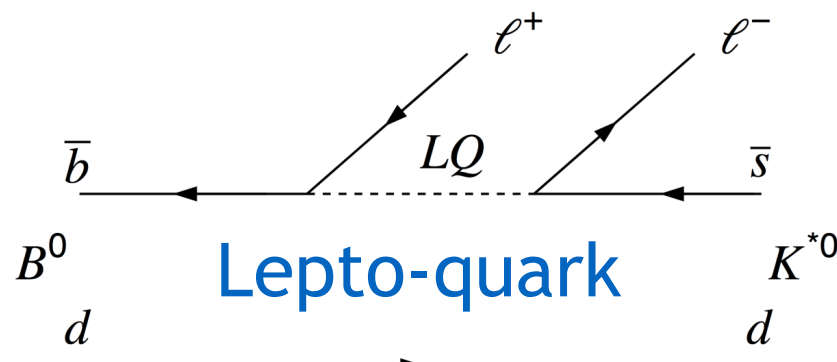 ℓ⁺ ℓ⁻
b̅ LQ s̅
B⁰ Lepto-quark K*⁰
d d